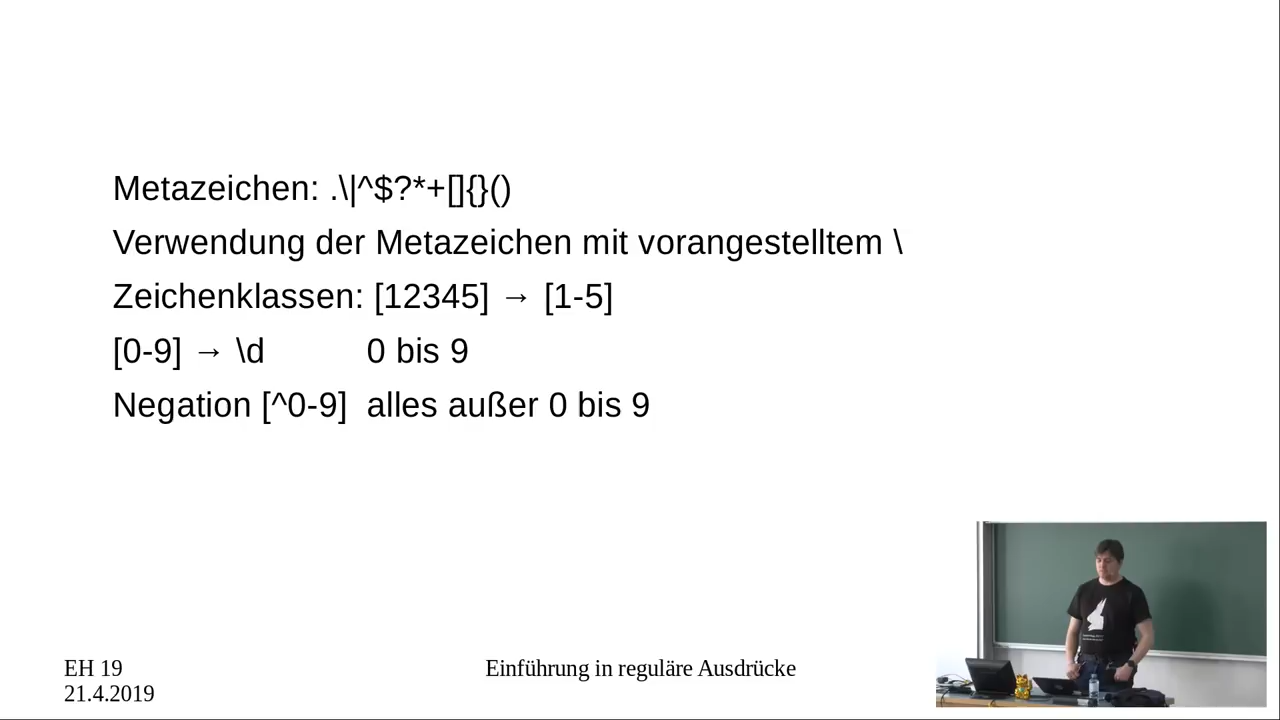 Metazeichen: .\|^$?*+[]{}()
Verwendung der Metazeichen mit vorangestelltem \
Zeichenklassen: [12345] → [1-5]
[0-9] → \d 0 bis 9
Negation [^0-9] alles außer 0 bis 9
EH 19
21.4.2019
Einführung in reguläre Ausdrücke